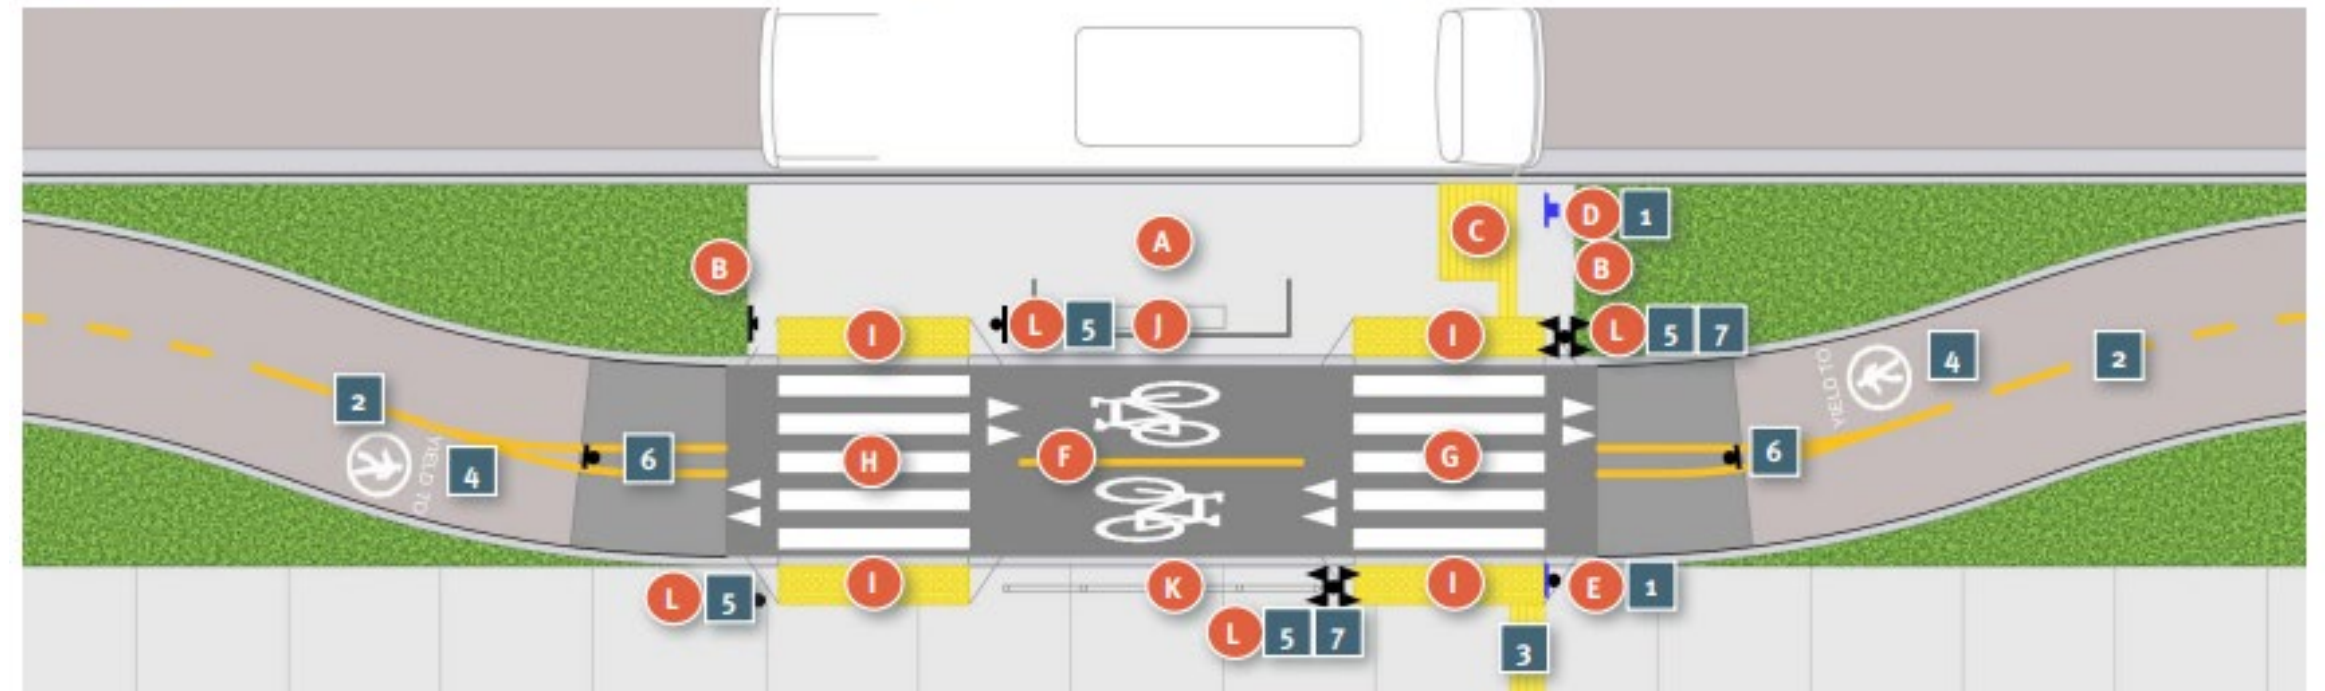 D 1
C
A
B B
L 5 J L 5 7
I I
4 2
YIELD TO
2
F
6
H G
6
YIELD TO
4
I K I E 1
L 5
L 5 7
3